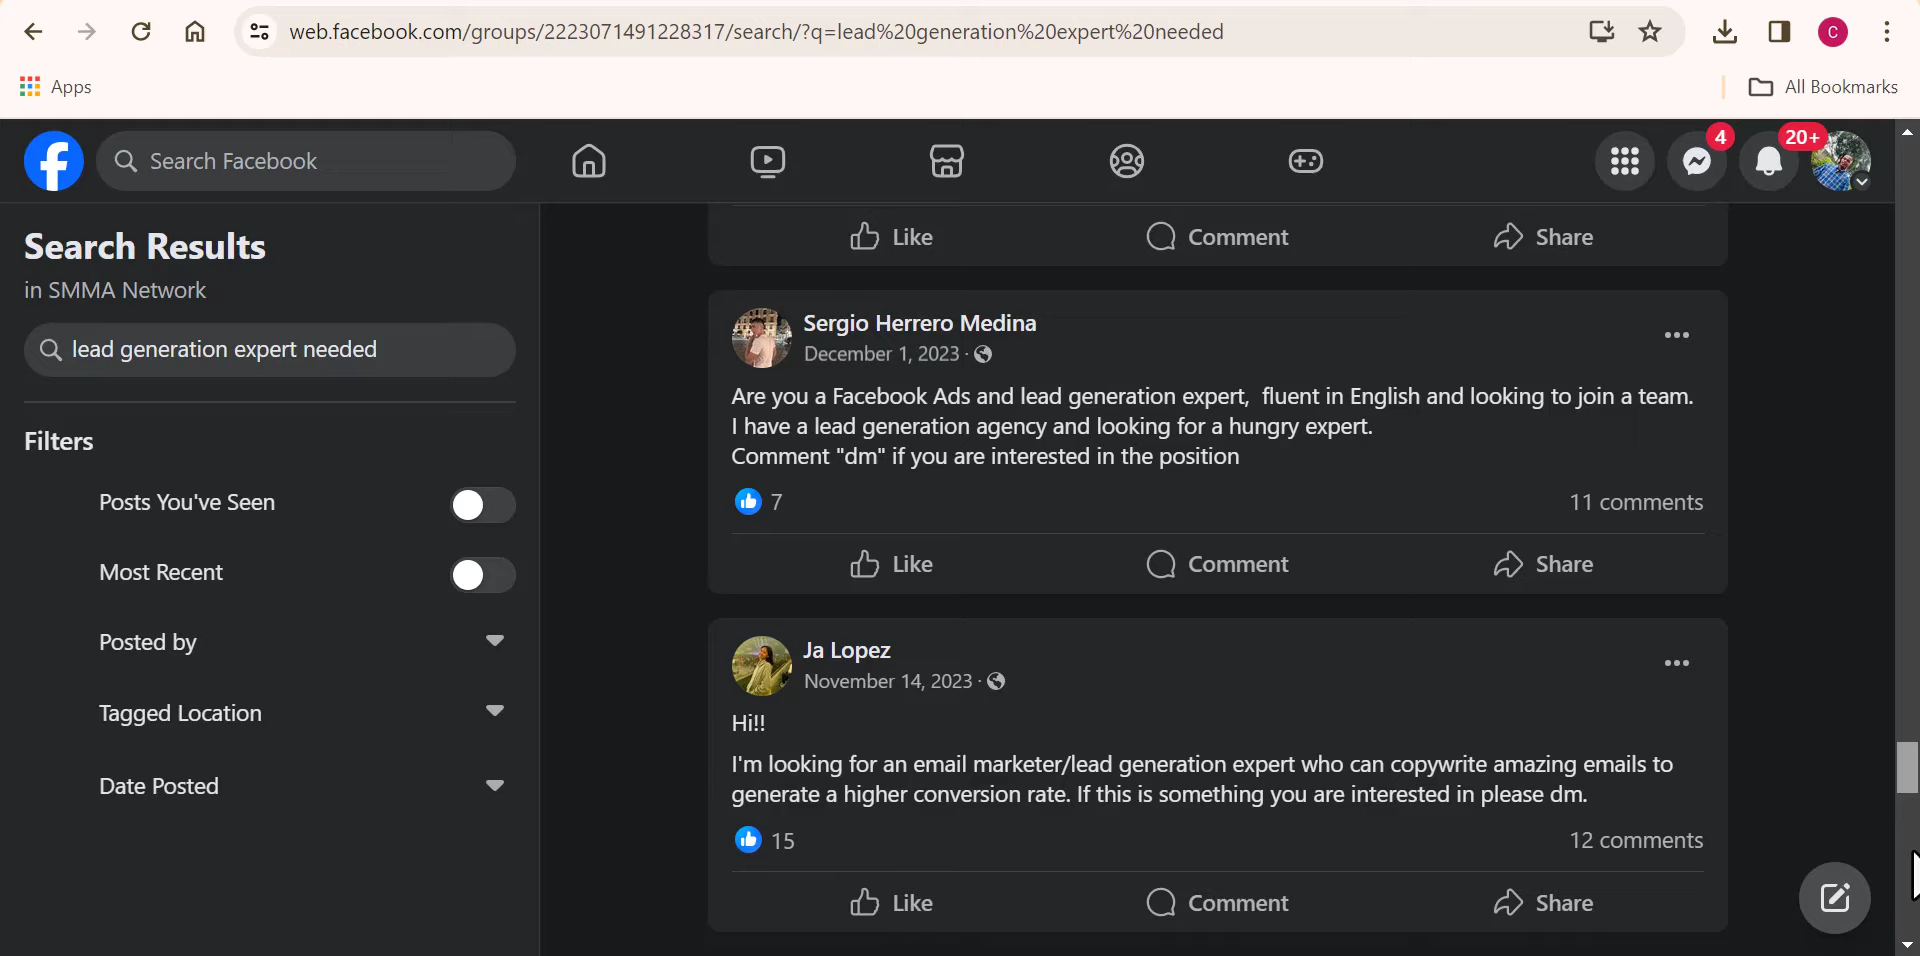 web.facebook.com/groups/2223071491228317/search/?q=lead%20generation%20expert%20needed
C
Apps
All Bookmarks
Search Facebook
4
20+
Search Results
in SMMA Network
lead generation expert needed
Filters
Posts You've Seen
Most Recent
Posted by
Tagged Location
Date Posted
Like Comment Share
Sergio Herrero Medina
December 1, 2023 ·
Are you a Facebook Ads and lead generation expert, fluent in English and looking to join a team.
I have a lead generation agency and looking for a hungry expert.
Comment "dm" if you are interested in the position
7 11 comments
Like Comment Share
Ja Lopez
November 14, 2023 ·
Hi!!
I'm looking for an email marketer/lead generation expert who can copywrite amazing emails to
generate a higher conversion rate. If this is something you are interested in please dm.
15 12 comments
Like Comment Share